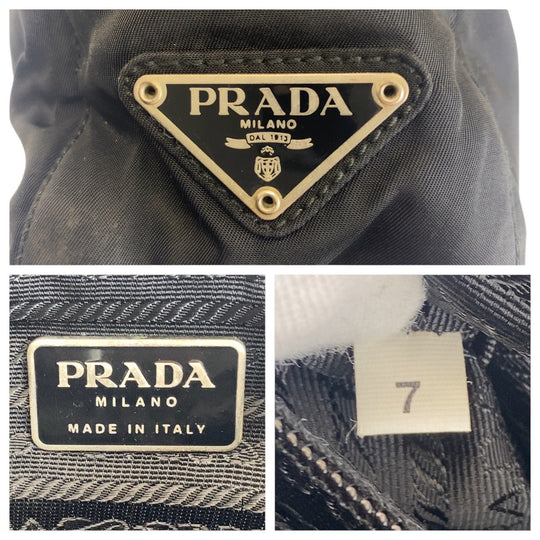 PRADA
MILANO
DAL 1913
PRADA
MILANO
MADE IN ITALY
7